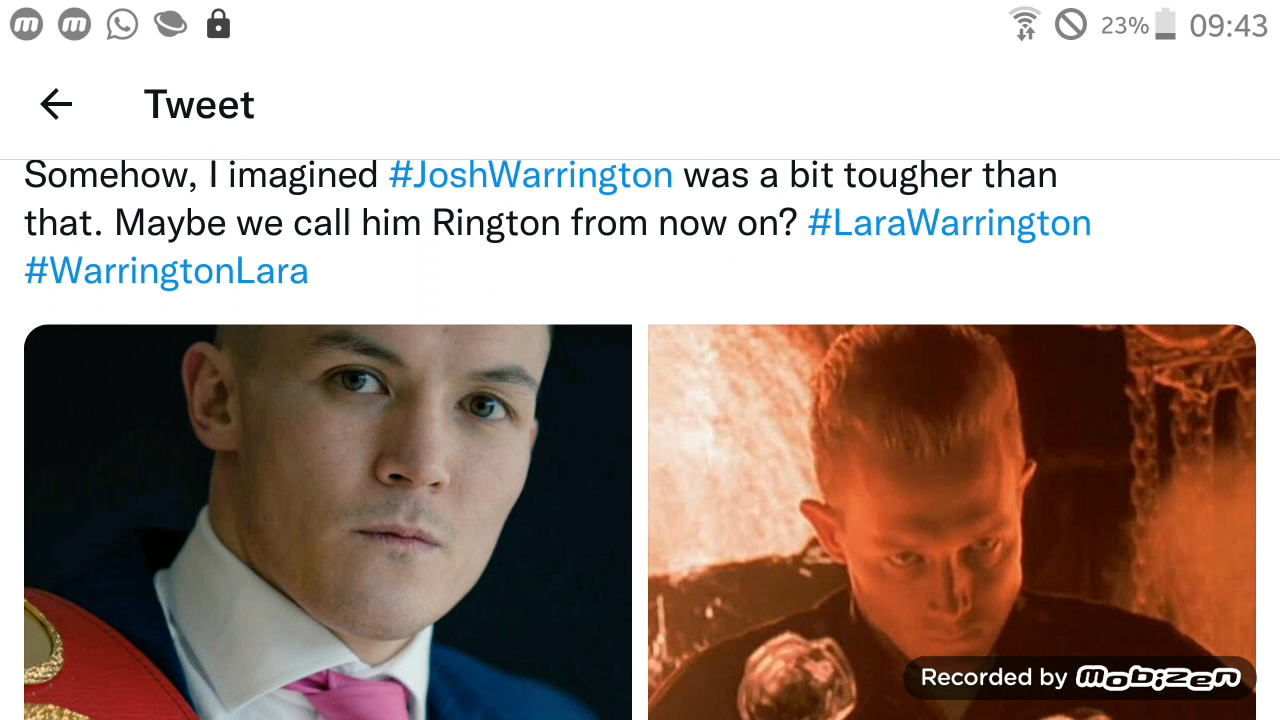 23% 09:43
Tweet
Somehow, I imagined #JoshWarrington was a bit tougher than
that. Maybe we call him Rington from now on? #LaraWarrington
#WarringtonLara
Recorded by mobizen